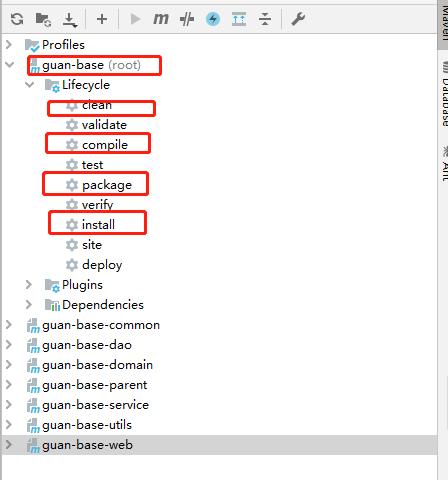 Profiles
guan-base (root)
Lifecycle
clean
validate
compile
test
package
verify
install
site
deploy
Plugins
Dependencies
guan-base-common
guan-base-dao
guan-base-domain
guan-base-parent
guan-base-service
guan-base-utils
guan-base-web
Maven
Database
Ant